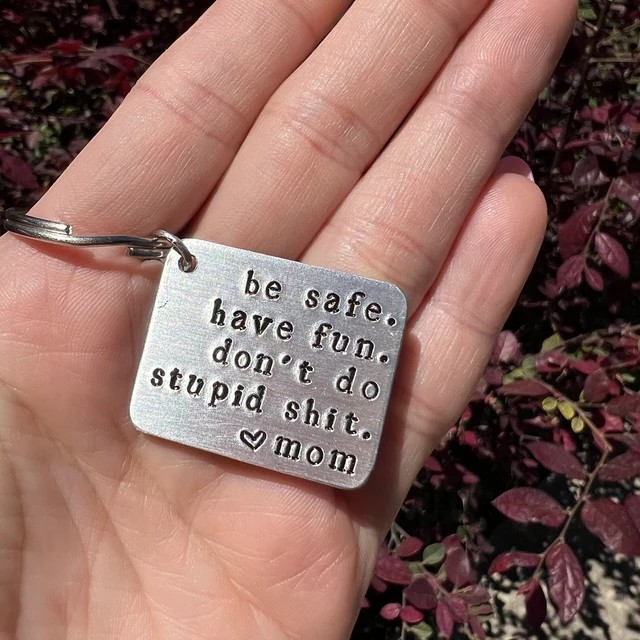 be safe.
have fun.
don't do
stupid shit.
♡mom